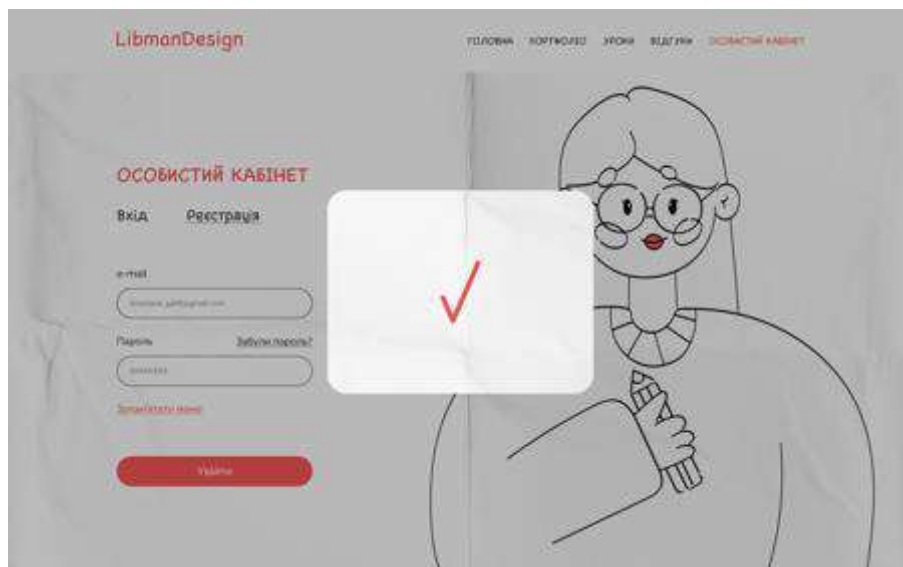 LibmanDesign
ГОЛОВНА ПОРТФОЛІО УРОКИ ВІДГУКИ ОСОБИСТИЙ КАБІНЕТ
ОСОБИСТИЙ КАБІНЕТ
Вхід Реєстрація
e-mail
Пароль Забули пароль?
Запам'ятати мене
Увійти